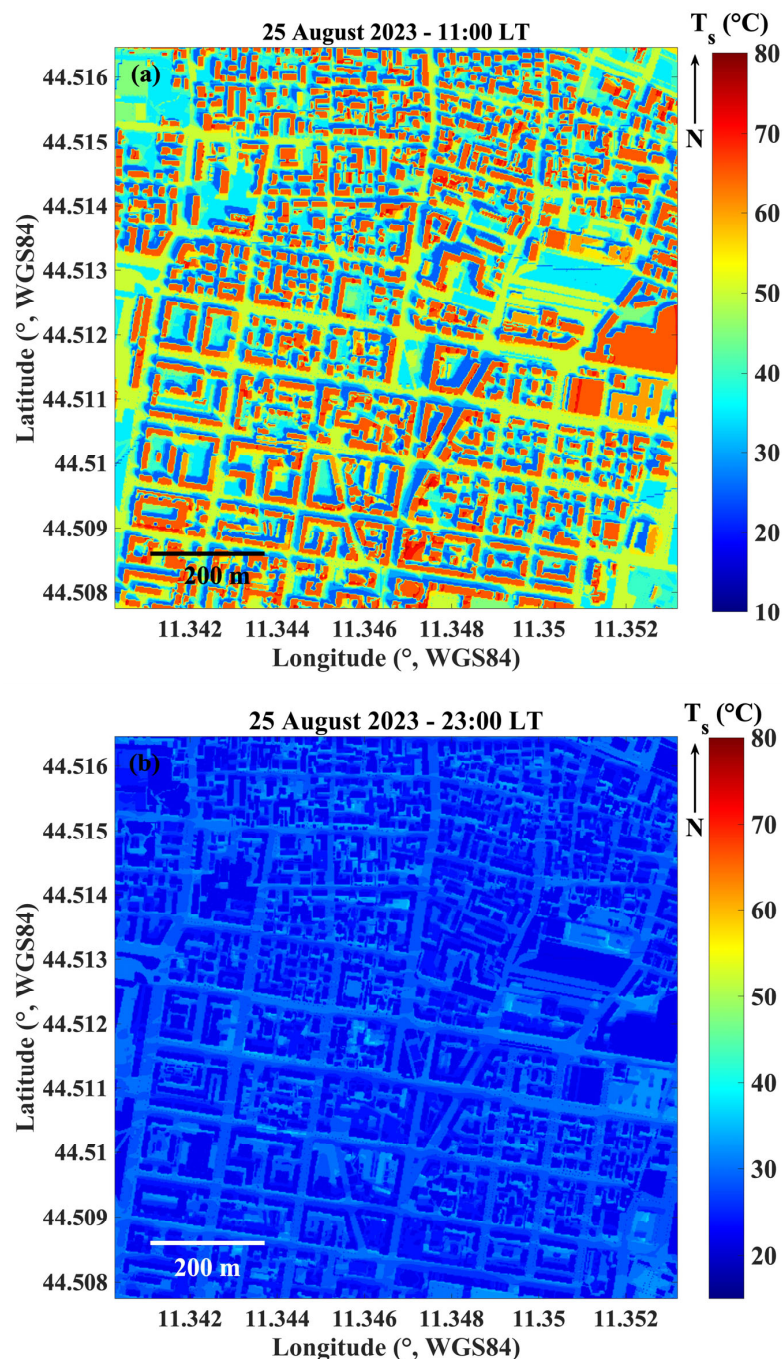 25 August 2023 - 11:00 LT
T_s (°C)
(a)
N
44.516
44.515
44.514
44.513
44.512
44.511
44.51
44.509
44.508
Latitude (°, WGS84)
200 m
11.342 11.344 11.346 11.348 11.35 11.352
Longitude (°, WGS84)
80
70
60
50
40
30
20
10
25 August 2023 - 23:00 LT
T_s (°C)
(b)
N
44.516
44.515
44.514
44.513
44.512
44.511
44.51
44.509
44.508
Latitude (°, WGS84)
200 m
11.342 11.344 11.346 11.348 11.35 11.352
Longitude (°, WGS84)
80
70
60
50
40
30
20